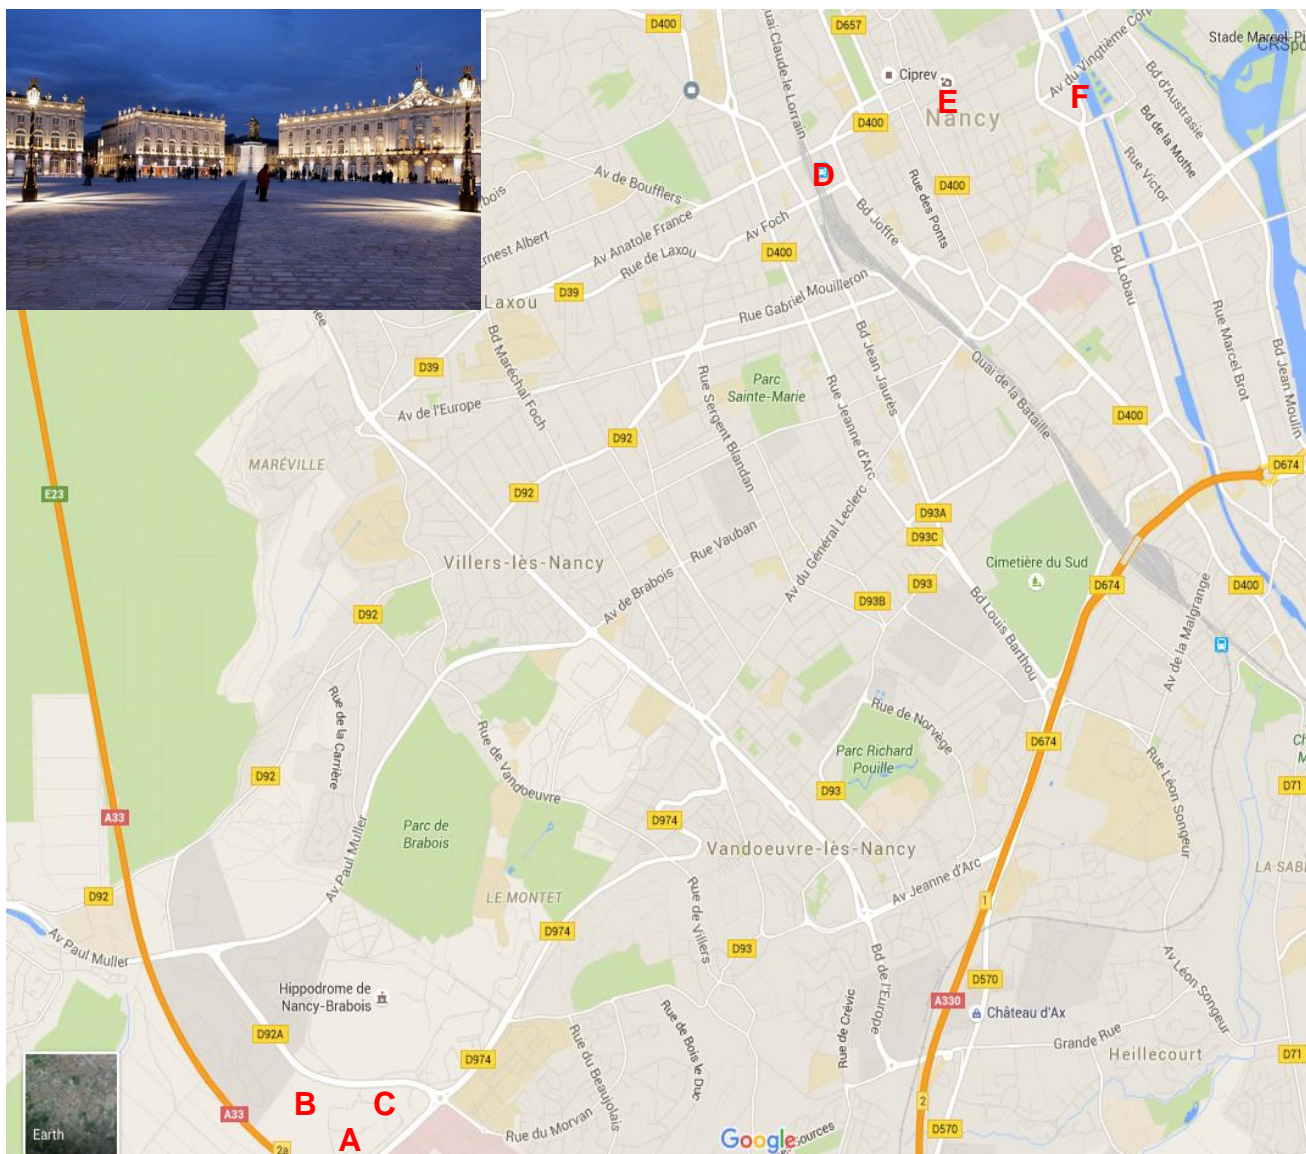 D400
D657
Quai Claude le Lorrain
Stade Marcel-Pi
Ciprev
Av du Vingtième Corp
Bd d'Austrasie
E
F
Nancy
Bd de la Mothe
D400
Rue Victor
Av de Boufflers
D
Rue des Ponts
D400
Bd Joffre
Av Foch
Av Anatole France
Ernest Albert
Rue de Laxou
D400
Bd Lobau
Laxou
D39
Rue Gabriel Mouilleron
Rue Marcel Brot
Bd Jean Moulin
Bd Maréchal Foch
Bd Jean Jaurès
Quai de la Bataille
D39
Parc
Sainte-Marie
Rue Sergent Blandan
Rue Jeanne d'Arc
Av de l'Europe
D400
D92
MARÉVILLE
D674
E23
D92
D93A
Av du Général Leclerc
D93C
Rue Vauban
Villers-lès-Nancy
Cimetière du Sud
D93
D674
D400
D93B
Av de Brabois
D92
Bd Louis Barthou
Av de la Malgrange
Rue de la Carrière
Rue de Norvège
Rue de Vandoeuvre
D674
Parc Richard
Pouille
Rue Léon Songeur
D92
D93
D71
A33
D974
Parc de
Brabois
Av Paul Muller
Vandoeuvre-lès-Nancy
Av Jeanne d'Arc
LA SABL
D92
LE MONTET
1
Rue de Villers
D974
D93
Av Paul Muller
Bd de l'Europe
Av Léon Songeur
D570
Hippodrome de
Nancy-Brabois
A330
Château d'Ax
D92A
Rue de Crévic
Rue de Bois le Duc
Grande Rue
D974
Rue du Beaujolais
Heillecourt
D71
B
C
A33
2
Earth
A
2a
Rue du Morvan
Google
Sources
D570